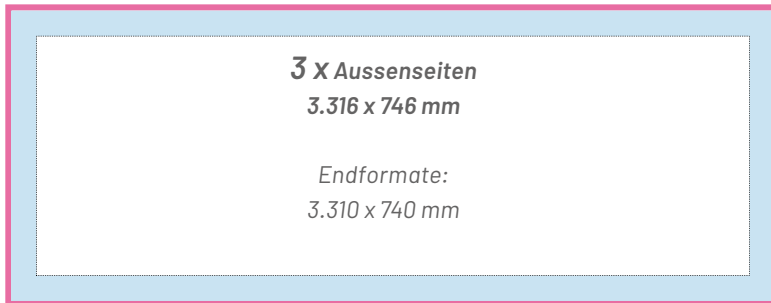 3 x Aussenseiten
3.316 x 746 mm
Endformate:
3.310 x 740 mm